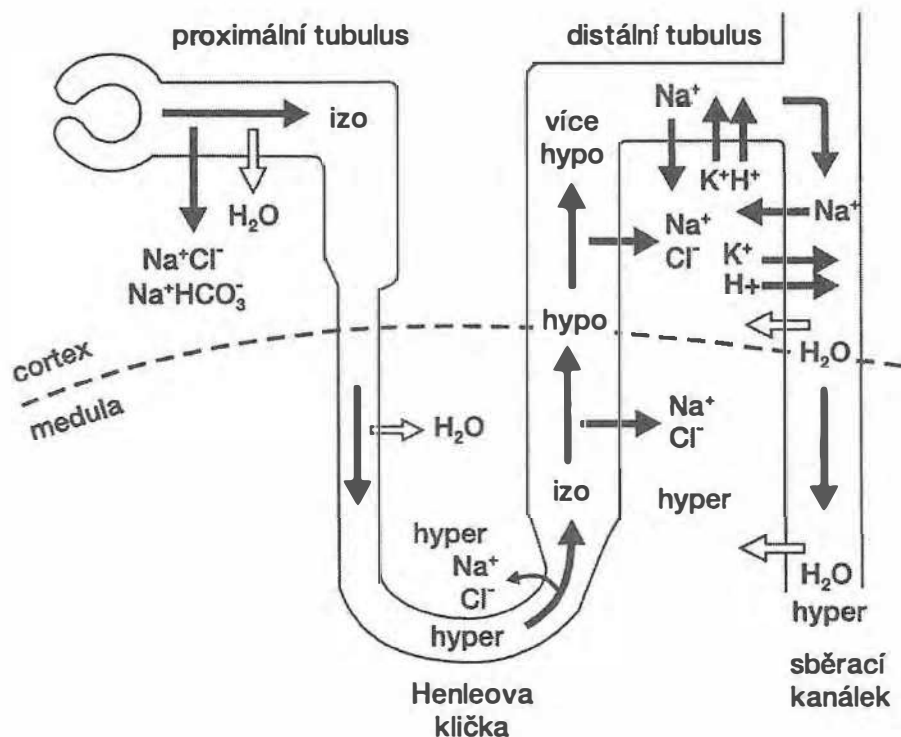 proximální tubulus
distální tubulus
izo
H₂O
Na⁺Cl⁻
Na⁺HCO₃⁻
více
hypo
Na⁺
K⁺H⁺
Na⁺
Cl⁻
Na⁺
K⁺
H+
hypo
H₂O
cortex
medula
H₂O
Na⁺
Cl⁻
izo
hyper
hyper
Na⁺
Cl⁻
hyper
H₂O
hyper
Henleova
klička
sběrací
kanálek